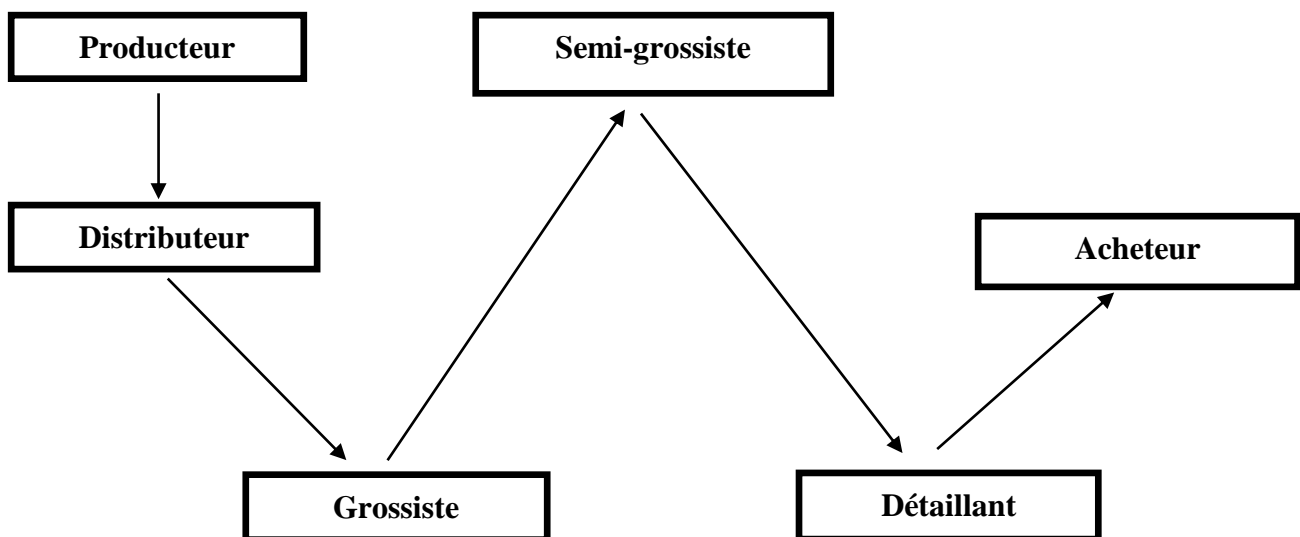 Producteur
Semi-grossiste
Distributeur
Acheteur
Grossiste
Détaillant